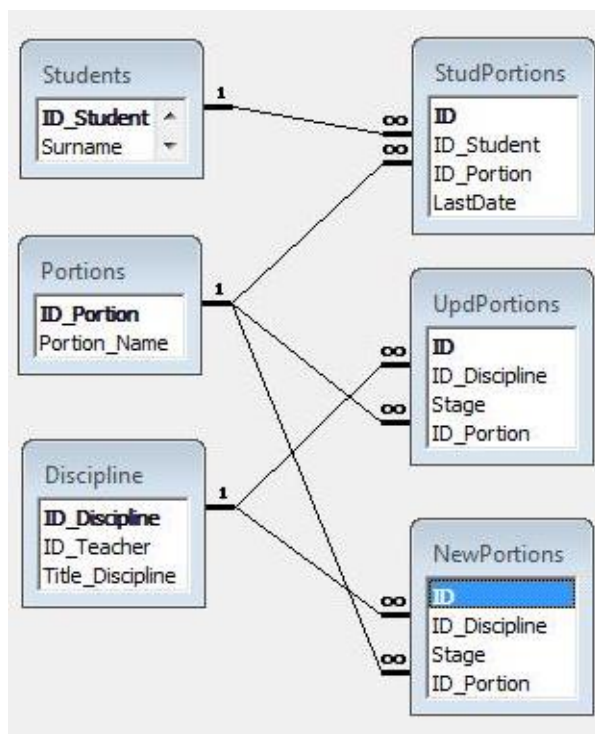 Students
ID_Student
Surname
1
StudPortions
ID
ID_Student
ID_Portion
LastDate
∞
∞
Portions
ID_Portion
Portion_Name
1
UpdPortions
ID
ID_Discipline
Stage
ID_Portion
∞
∞
Discipline
ID_Discipline
ID_Teacher
Title_Discipline
1
NewPortions
ID
ID_Discipline
Stage
ID_Portion
∞
∞